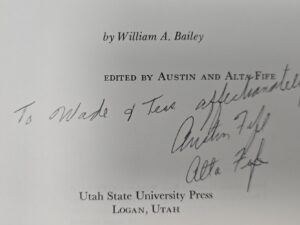 by William A. Bailey
EDITED BY AUSTIN AND ALTA FIFE
To Wade & Tess affectionately
Austin Fife
Alta Fife
Utah State University Press
LOGAN, UTAH